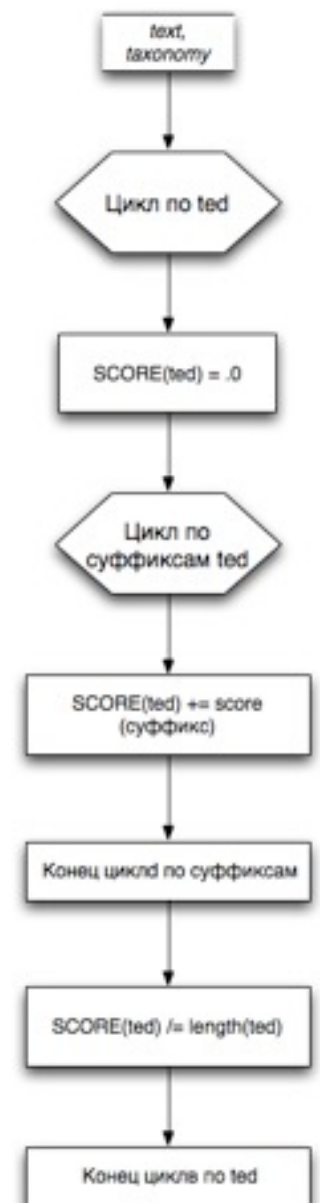 text,
taxonomy
Цикл по ted
SCORE(ted) = .0
Цикл по
суффиксам ted
SCORE(ted) += score
(суффикс)
Конец циклd по суффиксам
SCORE(ted) /= length(ted)
Конец циклв по ted